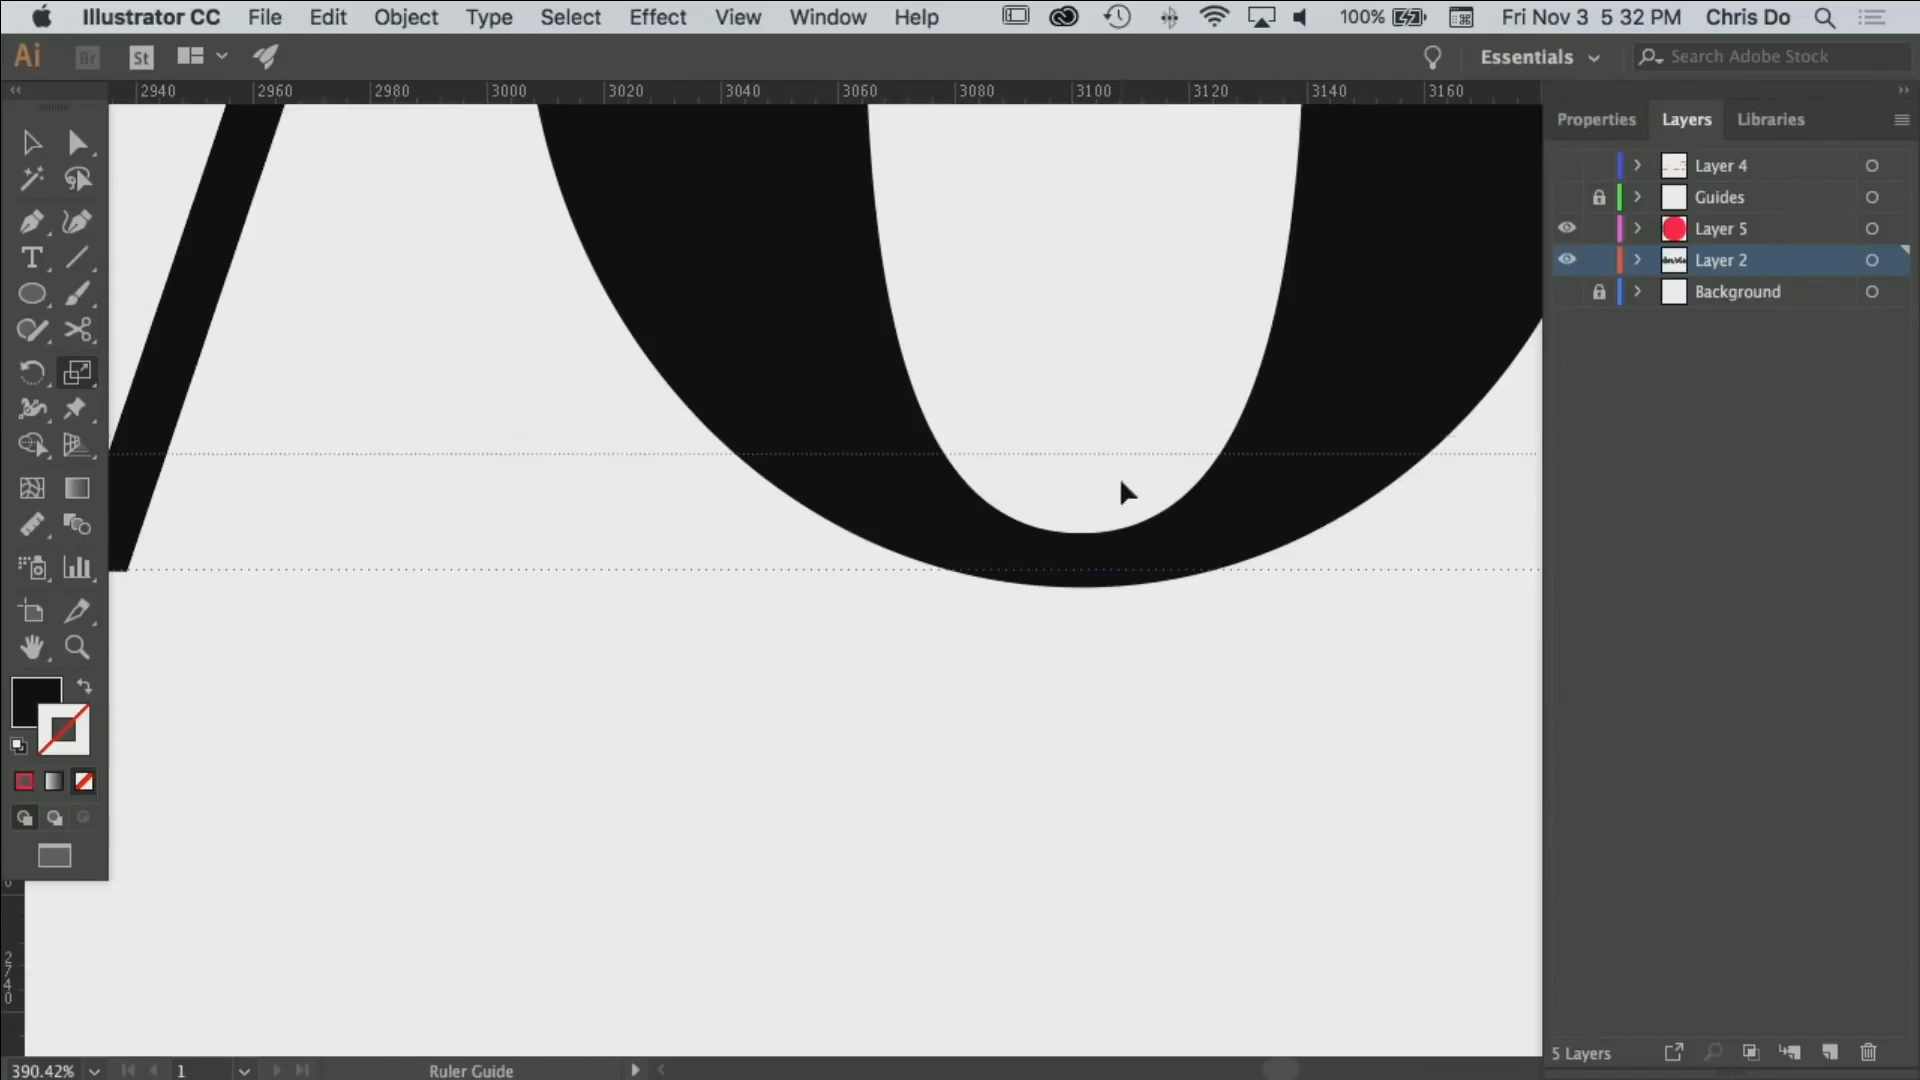 Illustrator CC File Edit Object Type Select Effect View Window Help 100% Fri Nov 3 5:32 PM Chris Do
Ai Br St Essentials Search Adobe Stock
2940 2960 2980 3000 3020 3040 3060 3080 3100 3120 3140 3160
Properties Layers Libraries
Layer 4
Guides
Layer 5
Layer 2
Background
T
2740
5 Layers
390.42% 1 Ruler Guide